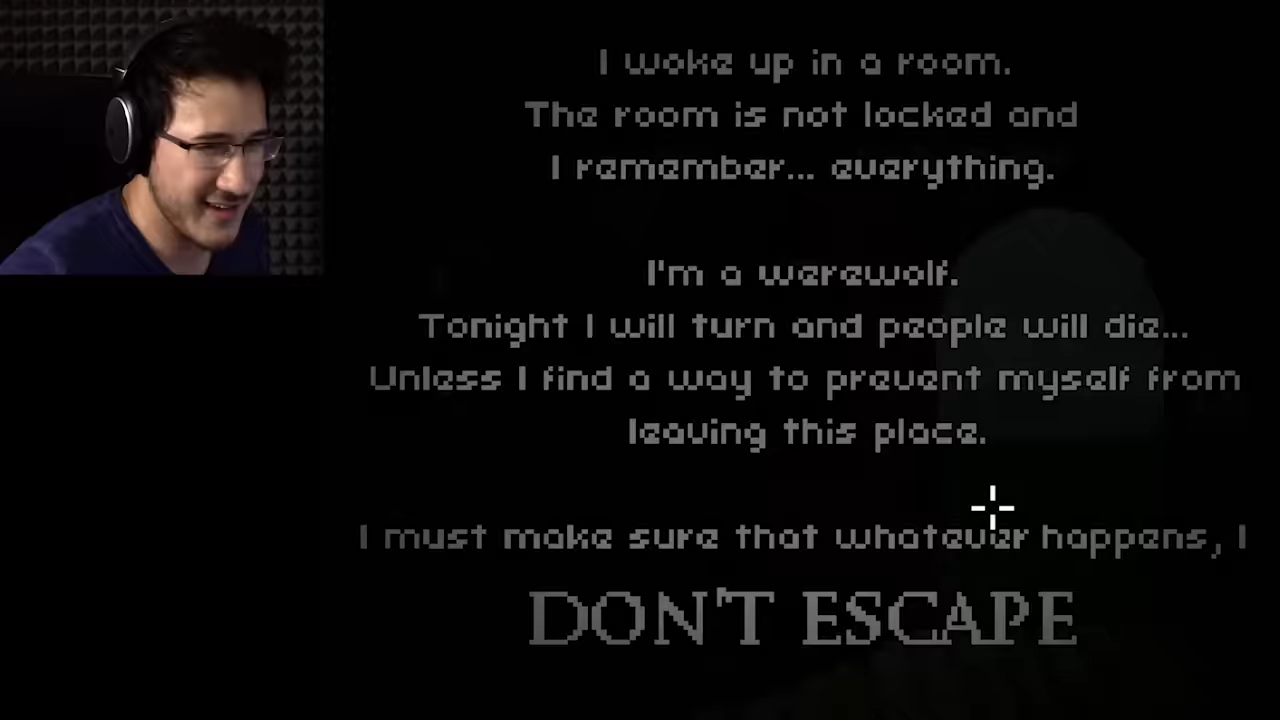 I woke up in a room.
The room is not locked and
I remember... everything.
I'm a werewolf.
Tonight I will turn and people will die...
Unless I find a way to prevent myself from
leaving this place.
I must make sure that whatever happens, I
DON'T ESCAPE